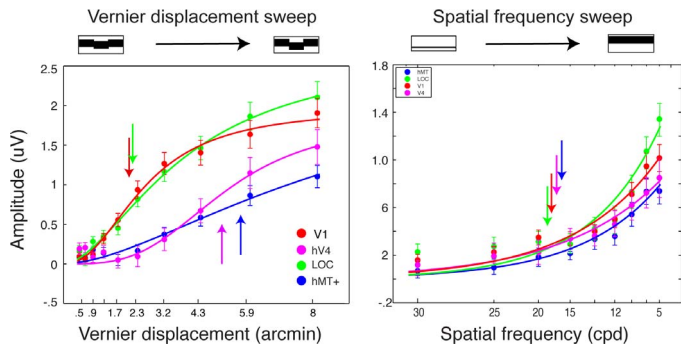 Vernier displacement sweep
Spatial frequency sweep
Amplitude (uV)
2.5
2
1.5
1
0.5
0
-.5
V1
hV4
LOC
hMT+
.5 .9 1.7 2.3 3.2 4.3 5.9 8
Vernier displacement (arcmin)
1.8
1.4
1.0
.6
.2
-.2
hMT
LOC
V1
V4
30 25 20 15 12 8 5
Spatial frequency (cpd)